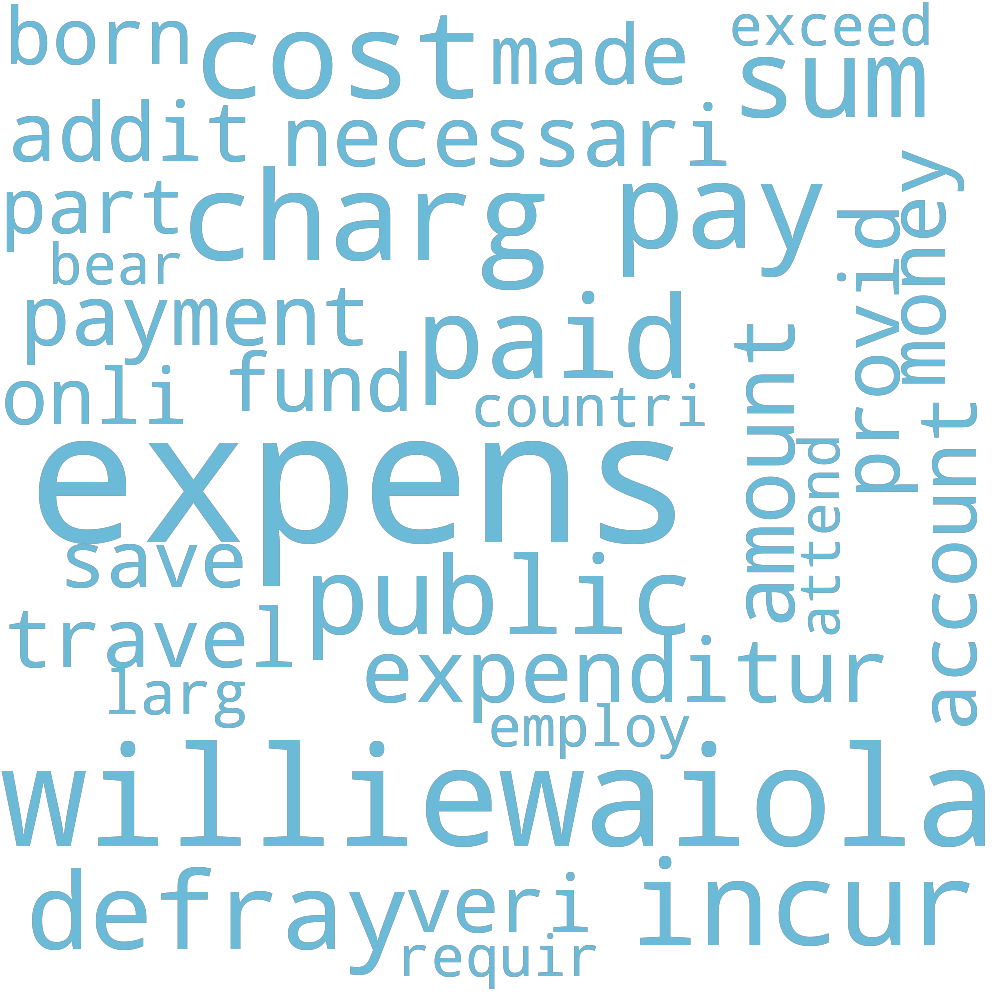 born
cost
made
exceed
sum
addit
necessari
part
charg
pay
bear
provid
money
payment
paid
onli
fund
countri
amount
expens
attend
account
save
public
travel
expenditur
larg
employ
williewaiola
defray
veri
incur
requir